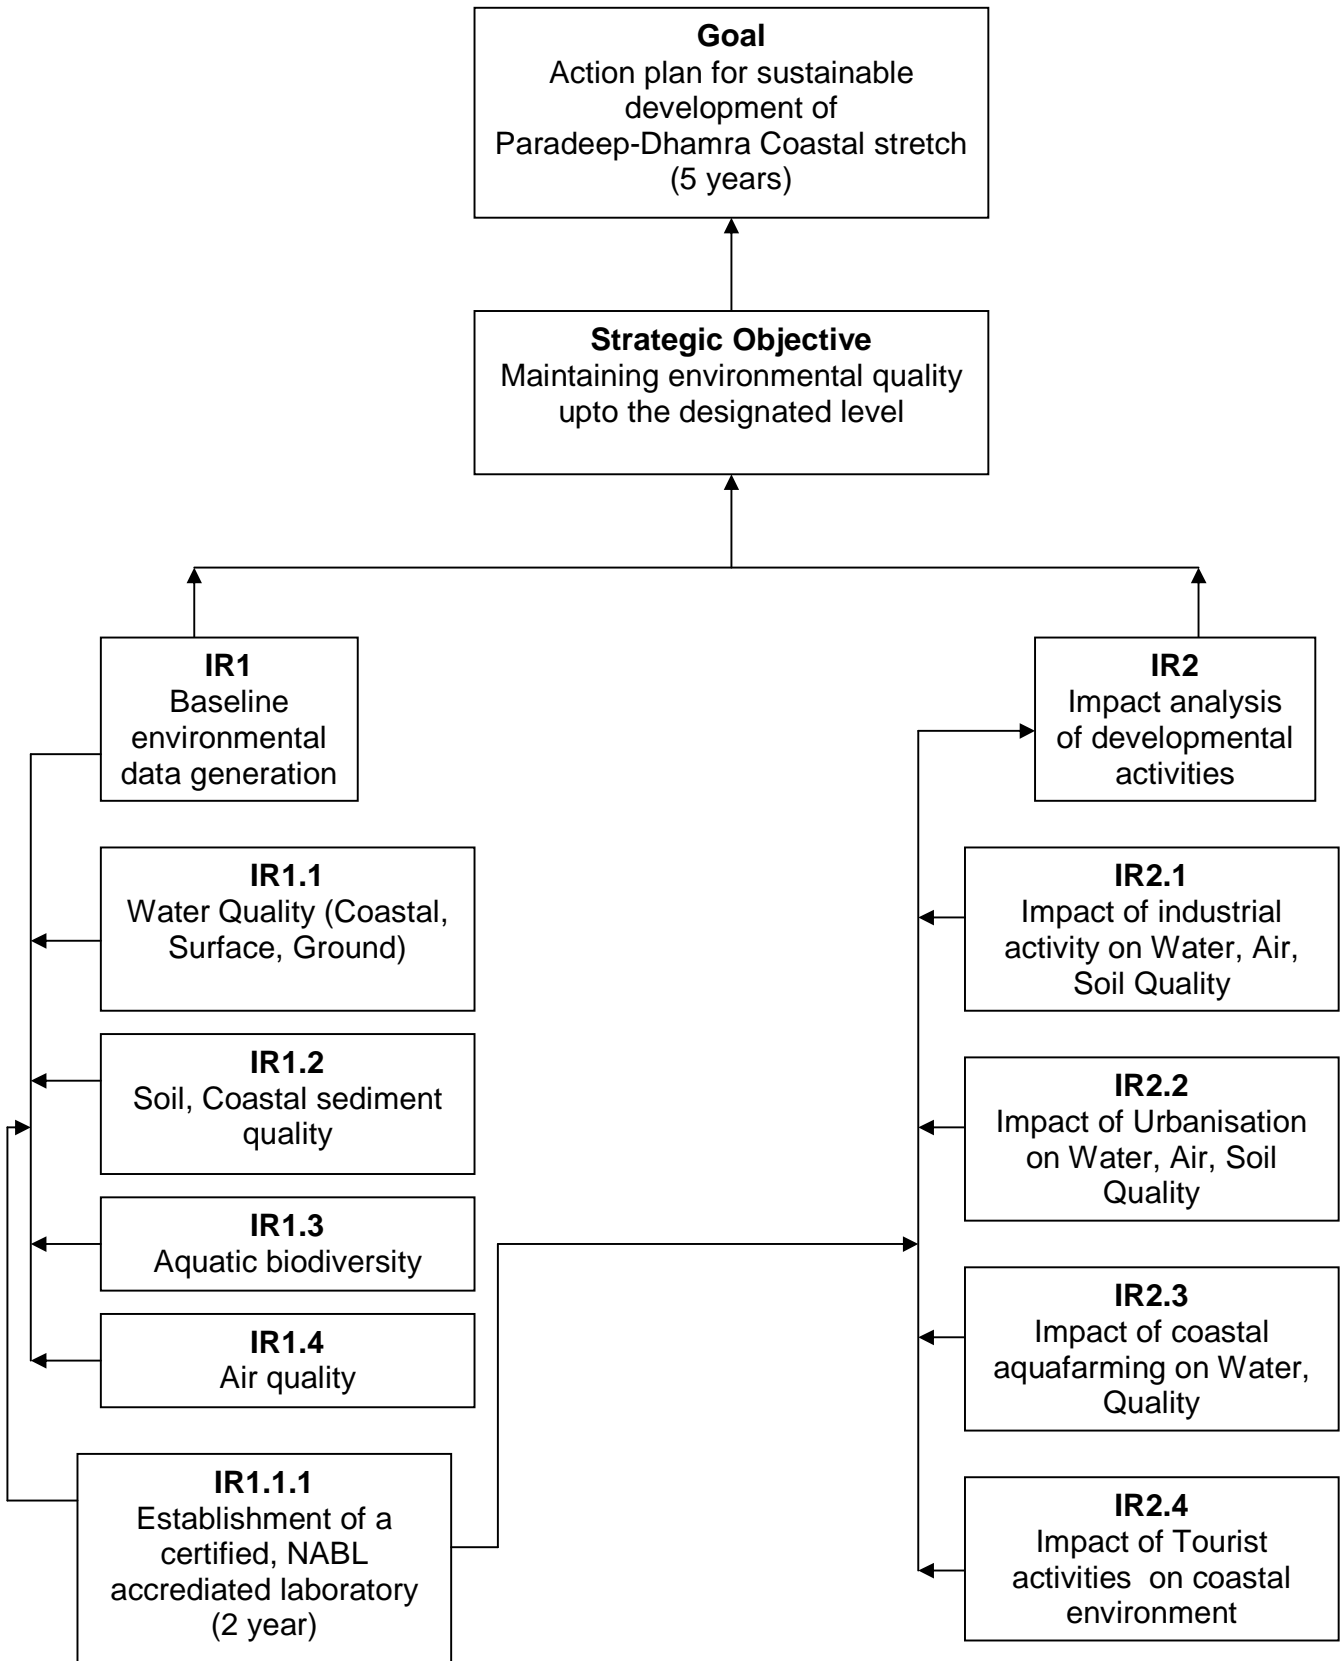 Goal
Action plan for sustainable
development of
Paradeep-Dhamra Coastal stretch
(5 years)
Strategic Objective
Maintaining environmental quality
upto the designated level
IR1
Baseline
environmental
data generation
IR2
Impact analysis
of developmental
activities
IR1.1
Water Quality (Coastal,
Surface, Ground)
IR1.2
Soil, Coastal sediment
quality
IR1.3
Aquatic biodiversity
IR1.4
Air quality
IR1.1.1
Establishment of a
certified, NABL
accrediated laboratory
(2 year)
IR2.1
Impact of industrial
activity on Water, Air,
Soil Quality
IR2.2
Impact of Urbanisation
on Water, Air, Soil
Quality
IR2.3
Impact of coastal
aquafarming on Water,
Quality
IR2.4
Impact of Tourist
activities  on coastal
environment